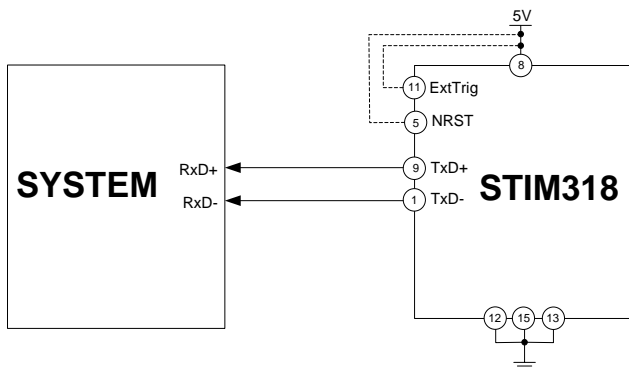 5V
8
11 ExtTrig
5 NRST
RxD+ 9 TxD+
SYSTEM STIM318
RxD- 1 TxD-
12 15 13